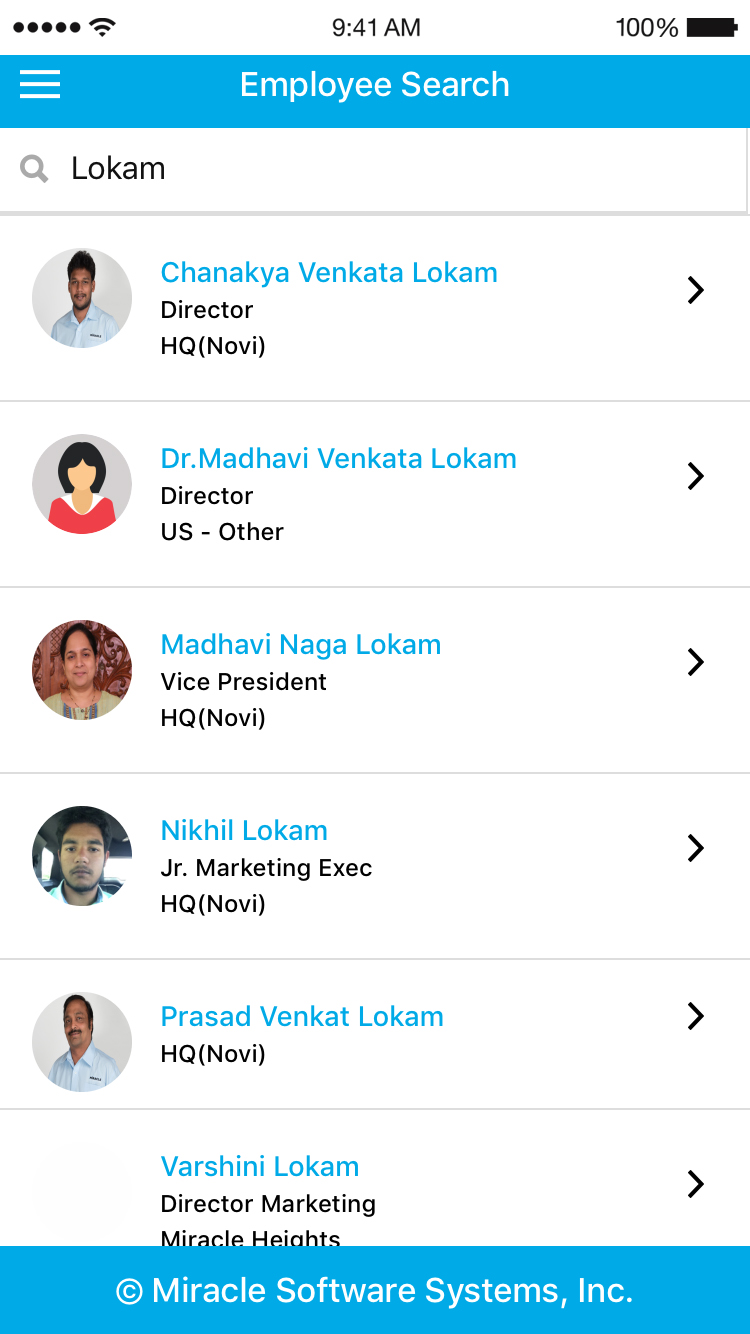 9:41 AM 100%
Employee Search
Lokam
Chanakya Venkata Lokam
Director
HQ(Novi)
Dr.Madhavi Venkata Lokam
Director
US - Other
Madhavi Naga Lokam
Vice President
HQ(Novi)
Nikhil Lokam
Jr. Marketing Exec
HQ(Novi)
Prasad Venkat Lokam
HQ(Novi)
Varshini Lokam
Director Marketing
Miracle Heights
© Miracle Software Systems, Inc.